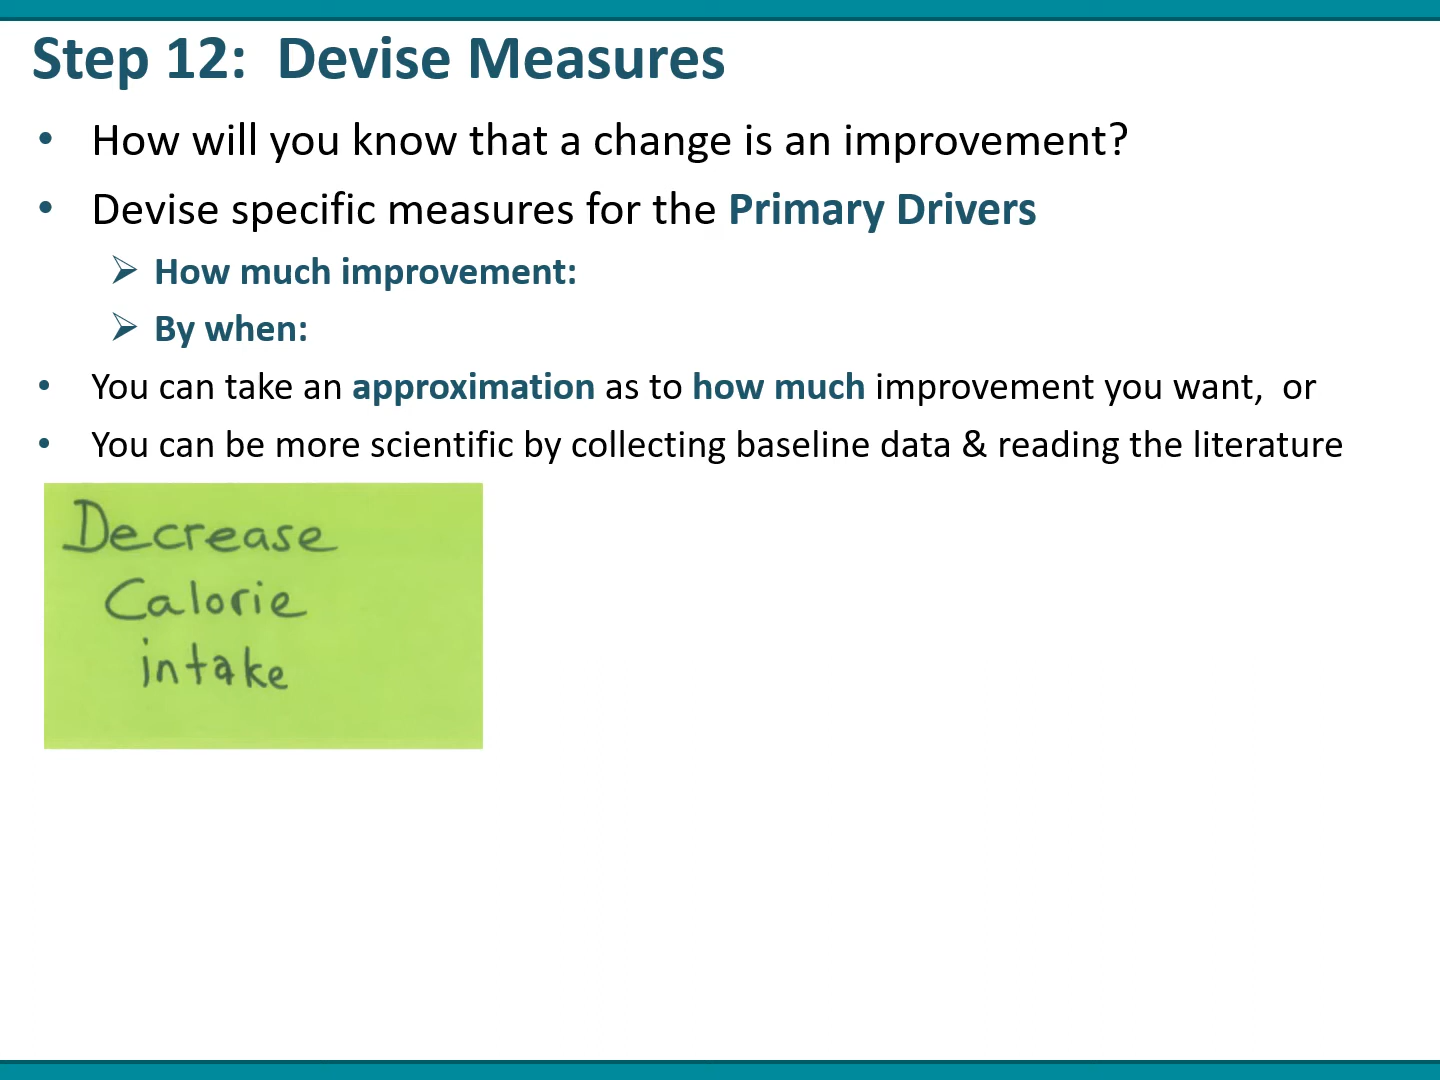 Step 12:  Devise Measures
• How will you know that a change is an improvement?
• Devise specific measures for the Primary Drivers
➢ How much improvement:
➢ By when:
• You can take an approximation as to how much improvement you want,  or
• You can be more scientific by collecting baseline data & reading the literature
Decrease
Calorie
intake